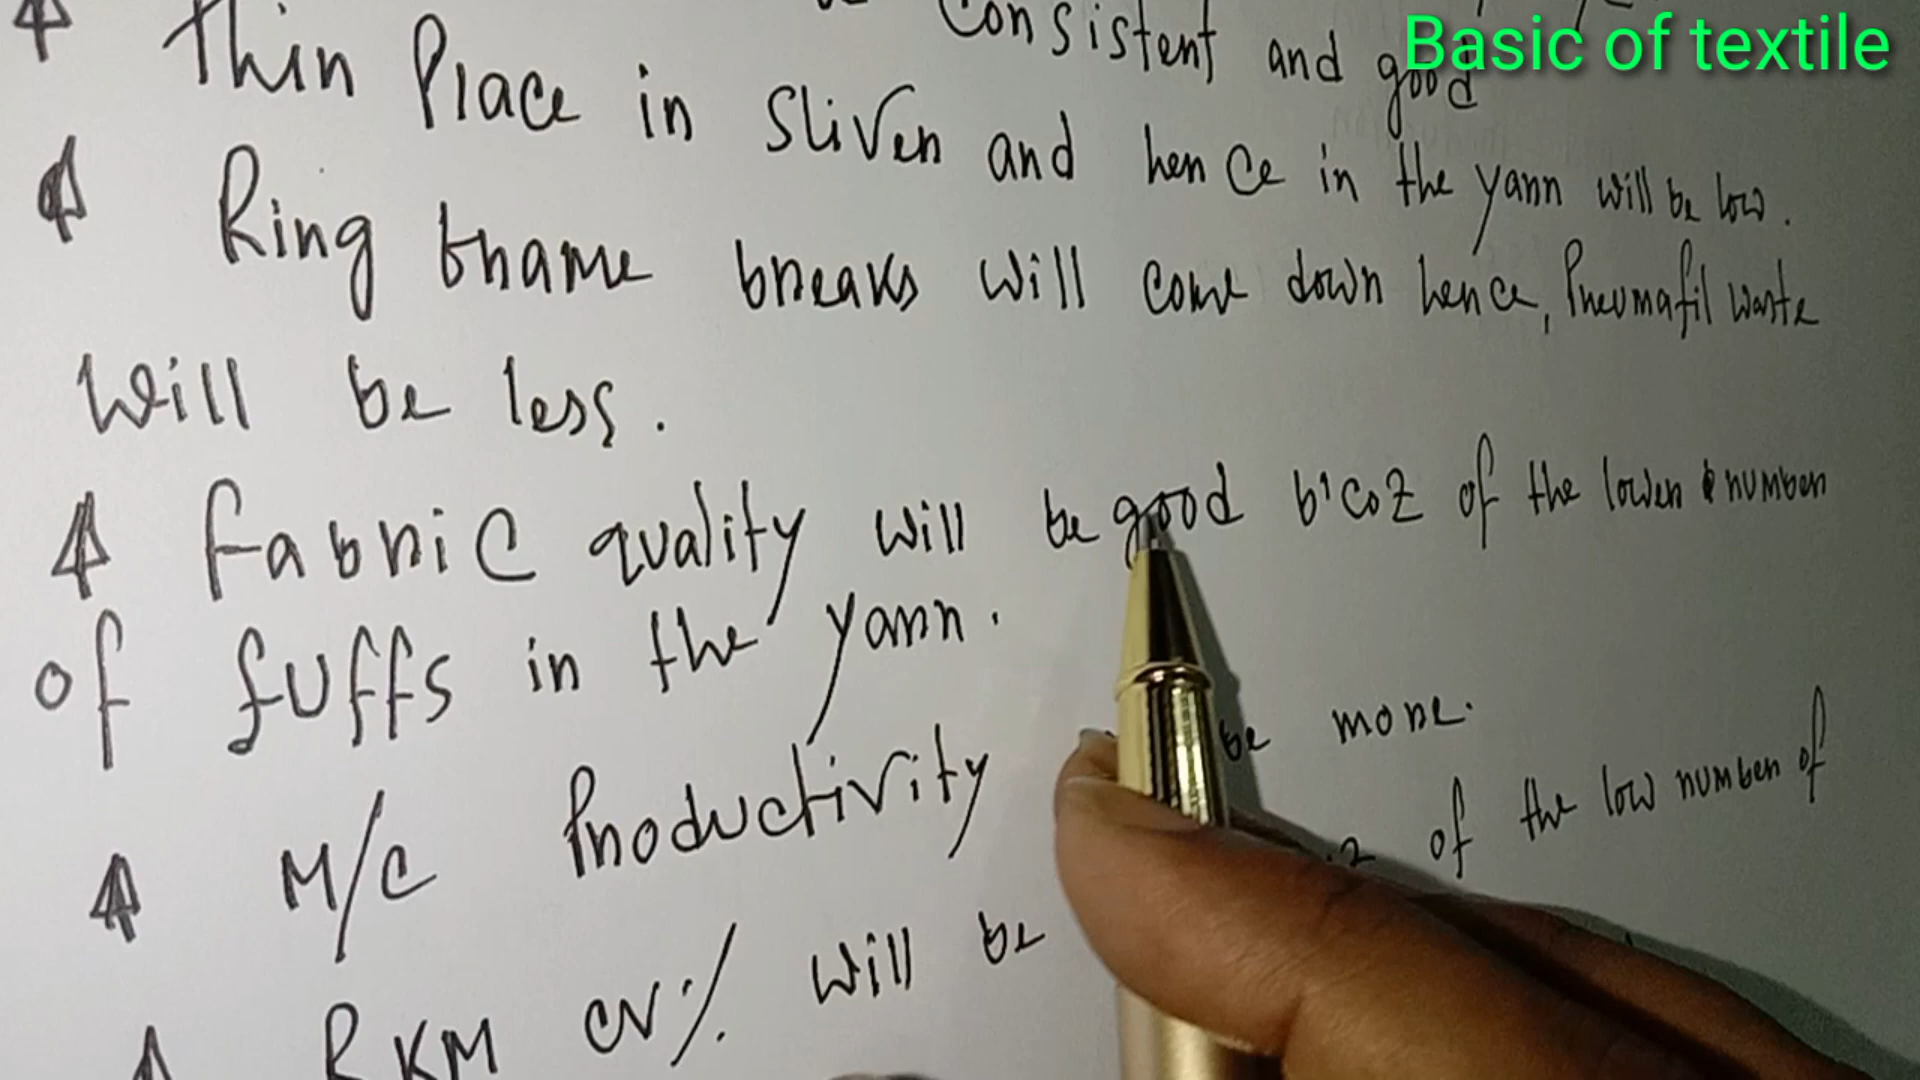 Consistent and good
Basic of textile
Thin Place in Sliver and hence in the yarn will be low.
Ring frame breaks will come down hence, Pneumafil waste
Will be less.
Fabric quality will be good b'coz of the lower number
of fuffs in the yarn.
M/C Productivity be more.
RKM CV% will be of the low number of